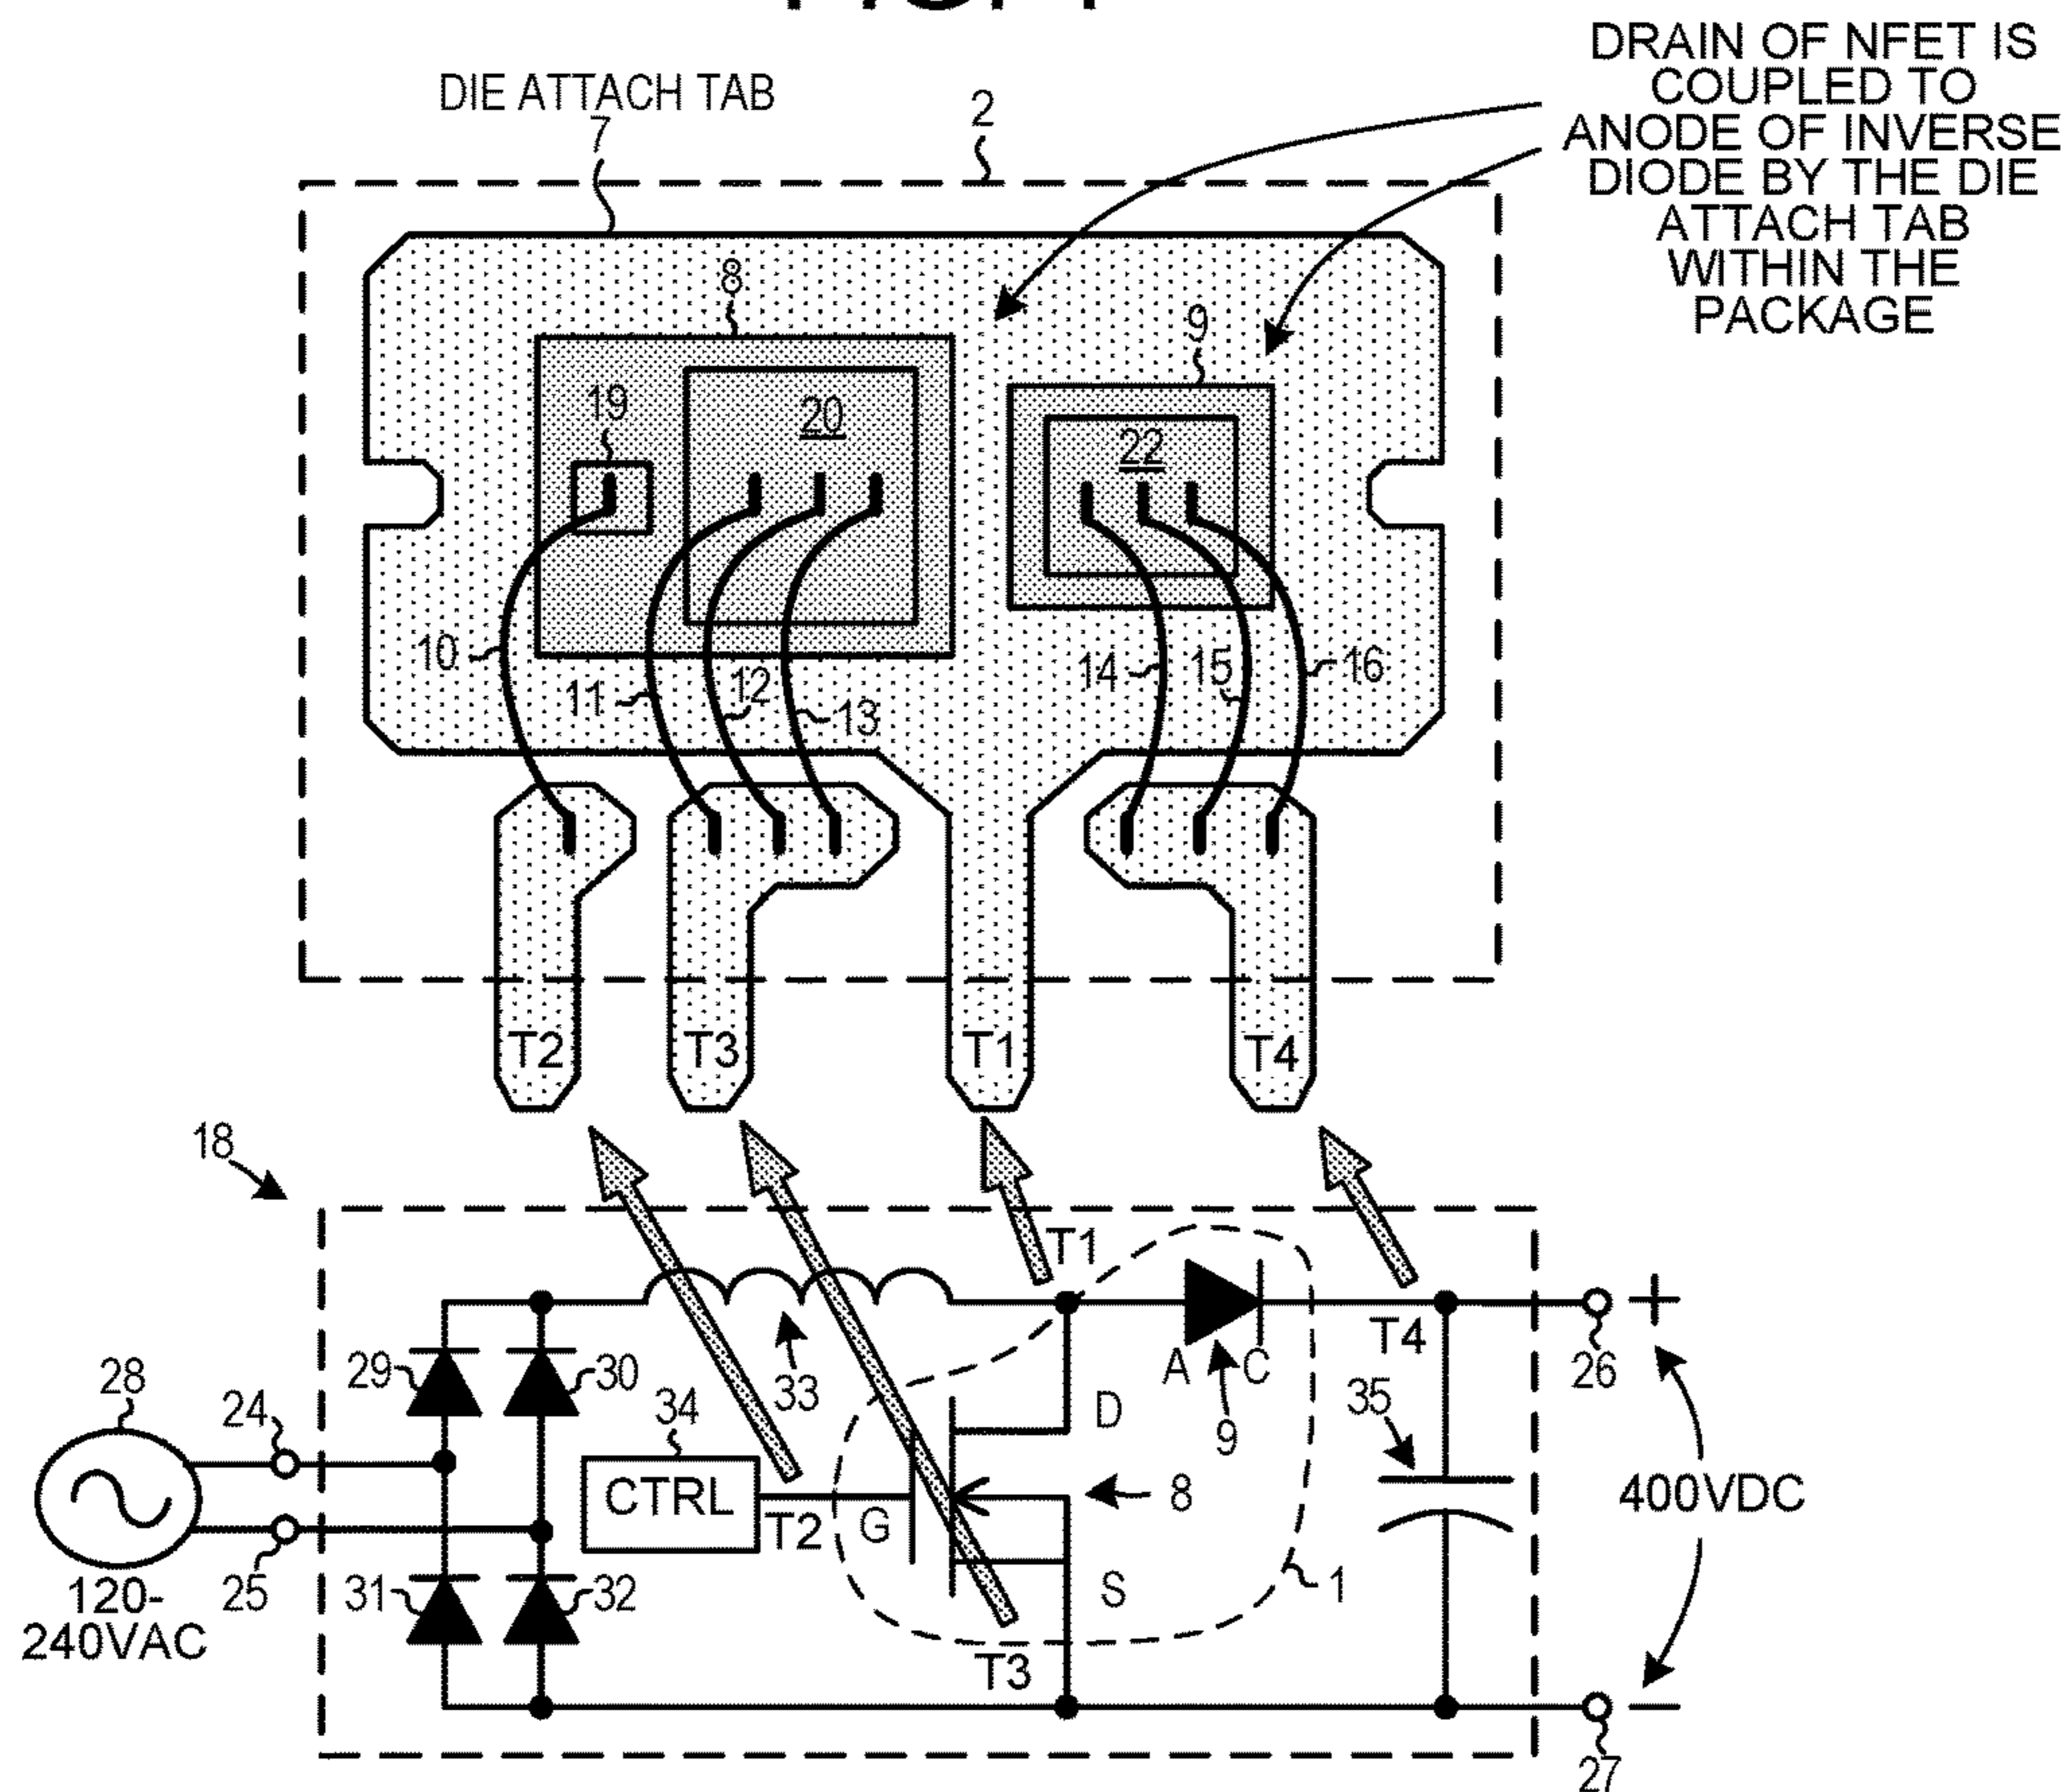 DRAIN OF NFET IS
COUPLED TO
ANODE OF INVERSE
DIODE BY THE DIE
ATTACH TAB
WITHIN THE
PACKAGE
DIE ATTACH TAB
7
2
8
9
19
20
22
10
11
12
13
14
15
16
T2
T3
T1
T4
18
T1
T4
A
C
9
26
+
28
24
29
30
33
34
35
D
CTRL
T2
G
8
400VDC
25
31
32
S
1
120-
240VAC
T3
27
−